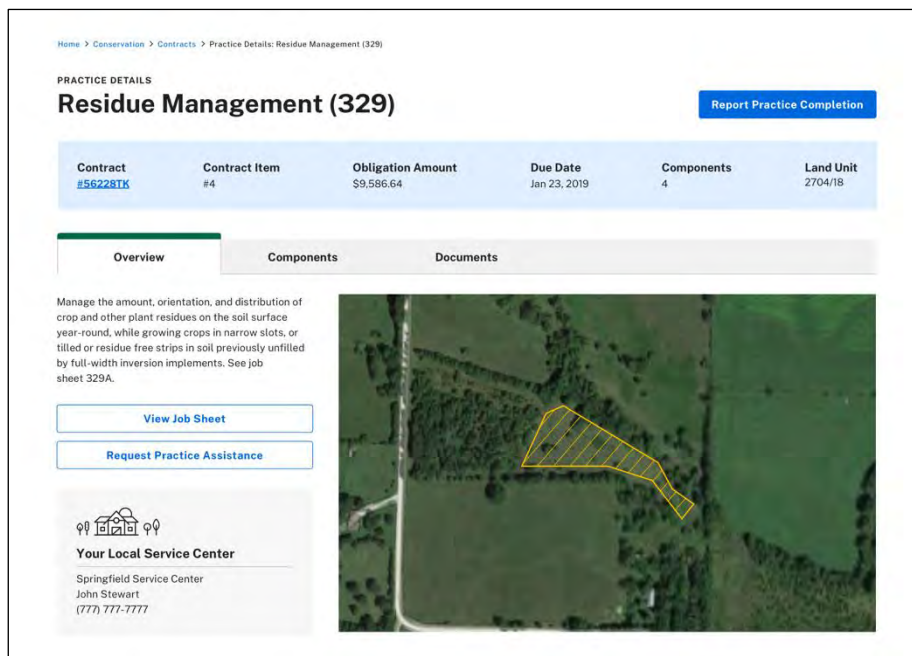 Home > Conservation > Contracts > Practice Details: Residue Management (329)
PRACTICE DETAILS
Residue Management (329)
Report Practice Completion
Contract Contract Item Obligation Amount Due Date Components Land Unit
#56228TK #4 $9,586.64 Jan 23, 2019 4 2704/18
Overview Components Documents
Manage the amount, orientation, and distribution of
crop and other plant residues on the soil surface
year-round, while growing crops in narrow slots, or
tilled or residue free strips in soil previously unfilled
by full-width inversion implements. See job
sheet 329A.
View Job Sheet
Request Practice Assistance
Your Local Service Center
Springfield Service Center
John Stewart
(777) 777-7777